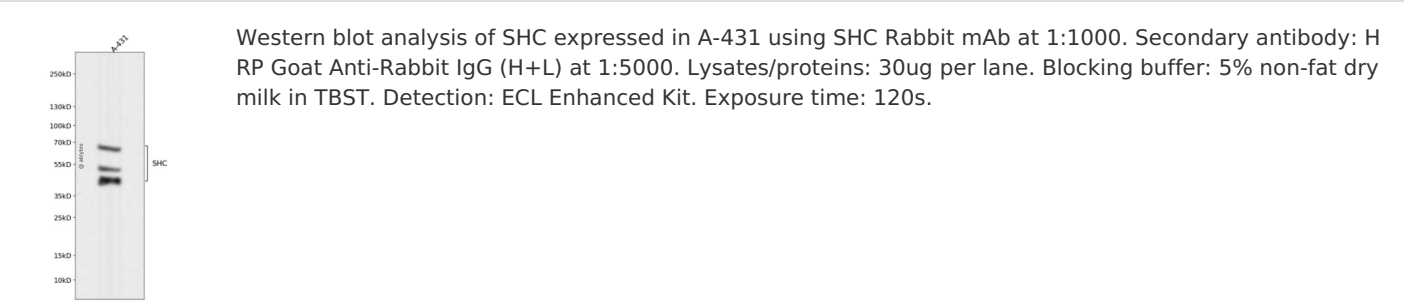 Western blot analysis of SHC expressed in A-431 using SHC Rabbit mAb at 1:1000. Secondary antibody: H
RP Goat Anti-Rabbit IgG (H+L) at 1:5000. Lysates/proteins: 30ug per lane. Blocking buffer: 5% non-fat dry
milk in TBST. Detection: ECL Enhanced Kit. Exposure time: 120s.
A-431
250kD
130kD
100kD
70kD
55kD
SHC
35kD
25kD
15kD
10kD